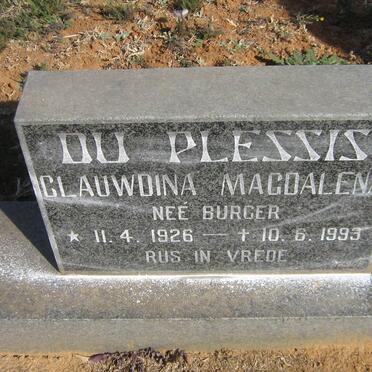 DU PLESSIS
CLAUWDINA MAGDALENA
NEÉ BURGER
* 11. 4. 1926 — † 10. 6. 1993
RUS IN VREDE